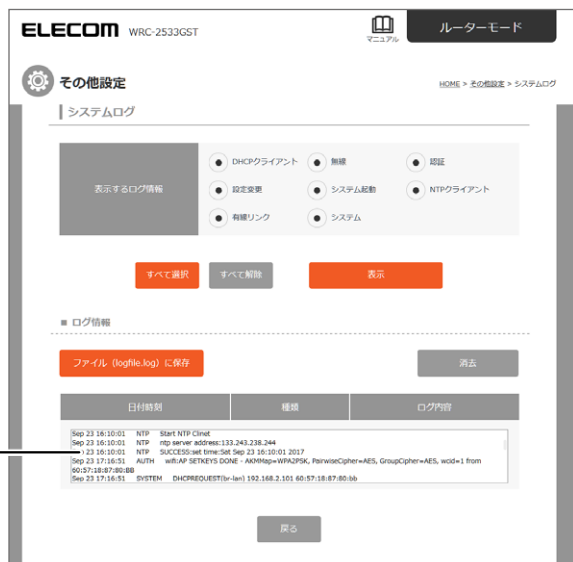 ELECOM WRC-2533GST
マニュアル
ルーターモード
その他設定
HOME > その他設定 > システムログ
システムログ
表示するログ情報
DHCPクライアント 無線 認証
設定変更 システム起動 NTPクライアント
有線リンク システム
すべて選択 すべて解除 表示
■ ログ情報
ファイル（logfile.log）に保存 消去
日付時刻 種類 ログ内容
Sep 23 16:10:01 NTP Start NTP Clinet
Sep 23 16:10:01 NTP ntp server address:133.243.238.244
23 16:10:01 NTP SUCCESS:set time:Sat Sep 23 16:10:01 2017
Sep 23 17:16:51 AUTH wifi:AP SETKEYS DONE - AKMMap=WPA2PSK, PairwiseCipher=AES, GroupCipher=AES, wcid=1 from
60:57:18:87:80:BB
Sep 23 17:16:51 SYSTEM DHCPREQUEST(br-lan) 192.168.2.101 60:57:18:87:80:bb
戻る